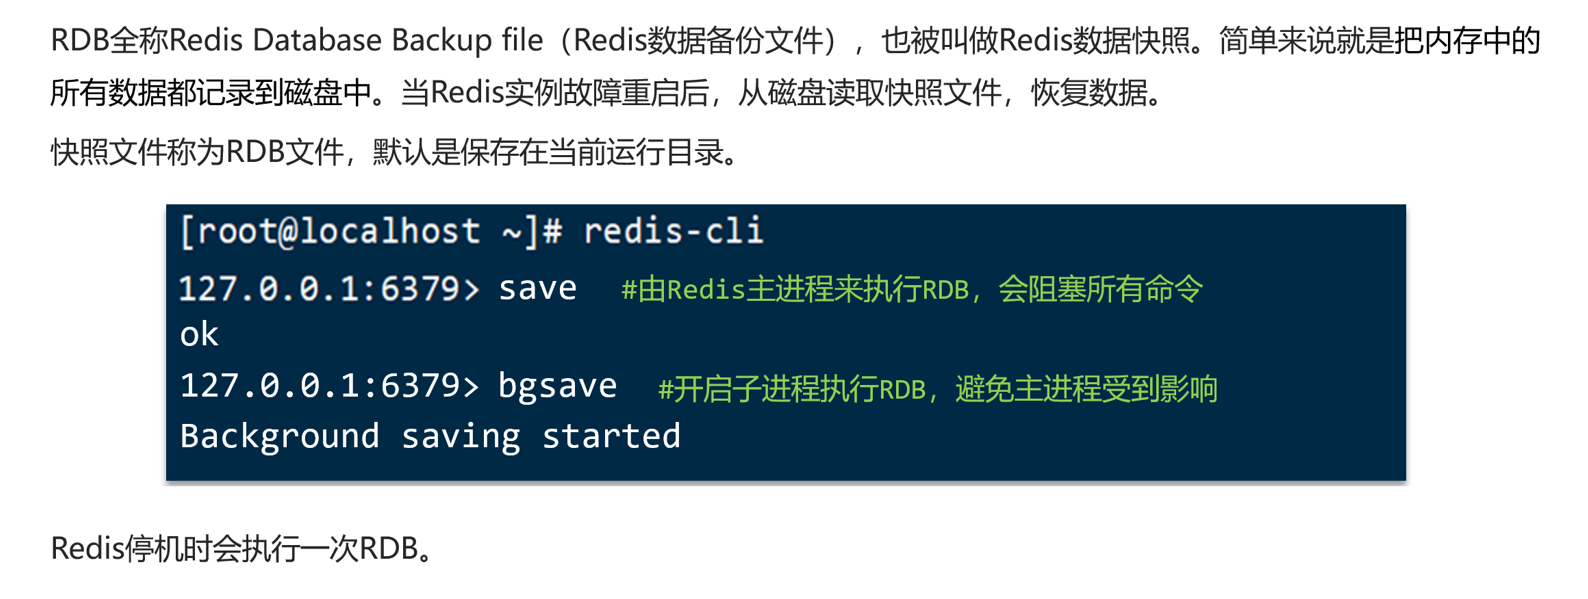 RDB全称Redis Database Backup file（Redis数据备份文件），也被叫做Redis数据快照。简单来说就是把内存中的
所有数据都记录到磁盘中。当Redis实例故障重启后，从磁盘读取快照文件，恢复数据。
快照文件称为RDB文件，默认是保存在当前运行目录。
[root@localhost ~]# redis-cli
127.0.0.1:6379> save #由Redis主进程来执行RDB，会阻塞所有命令
ok
127.0.0.1:6379> bgsave #开启子进程执行RDB，避免主进程受到影响
Background saving started
Redis停机时会执行一次RDB。